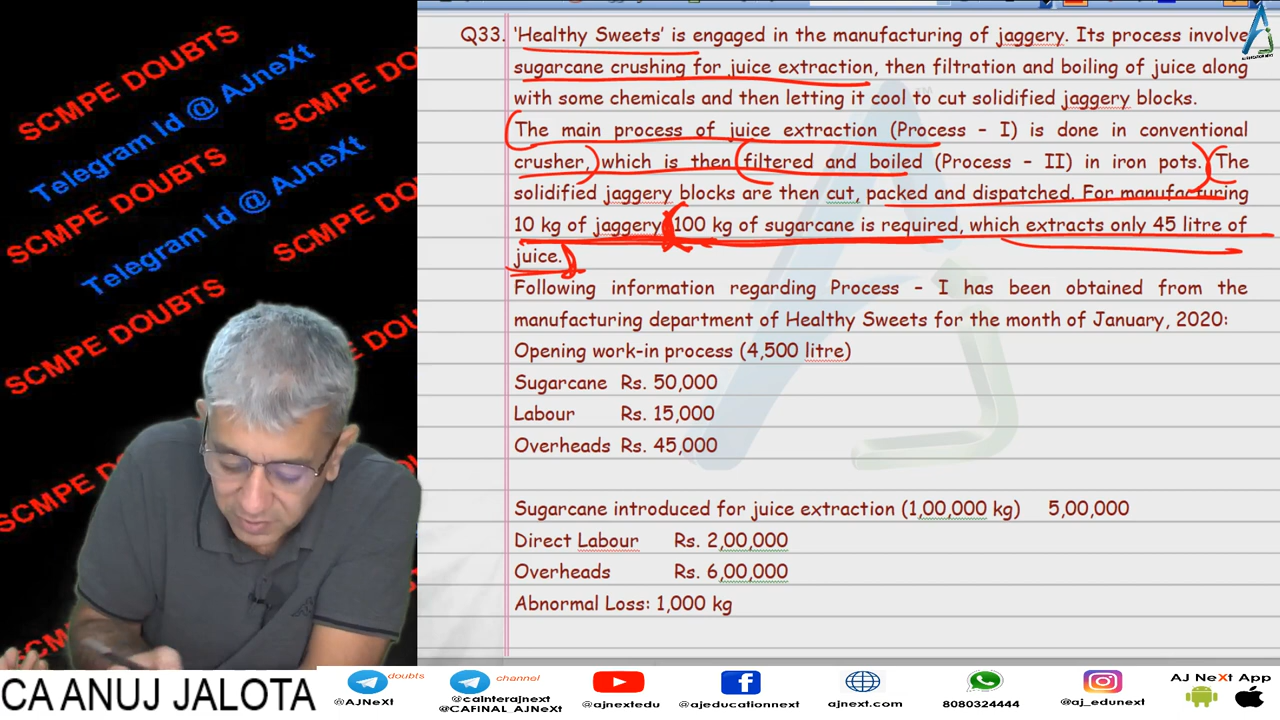 SCMPE DOUBTS
Telegram Id @ AJneXt
SCMPE DOUBTS
SCMPE DOUBTS
Telegram Id @ AJneXt
SCMPE DOUBTS
SCMPE DOUBTS
Q33. 'Healthy Sweets' is engaged in the manufacturing of jaggery. Its process involve
sugarcane crushing for juice extraction, then filtration and boiling of juice along
with some chemicals and then letting it cool to cut solidified jaggery blocks.
The main process of juice extraction (Process – I) is done in conventional
crusher, which is then filtered and boiled (Process – II) in iron pots. The
solidified jaggery blocks are then cut, packed and dispatched. For manufacturing
10 kg of jaggery, 100 kg of sugarcane is required, which extracts only 45 litre of
juice.
Following information regarding Process – I has been obtained from the
manufacturing department of Healthy Sweets for the month of January, 2020:
Opening work-in process (4,500 litre)
Sugarcane Rs. 50,000
Labour Rs. 15,000
Overheads Rs. 45,000
Sugarcane introduced for juice extraction (1,00,000 kg) 5,00,000
Direct Labour Rs. 2,00,000
Overheads Rs. 6,00,000
Abnormal Loss: 1,000 kg
CA ANUJ JALOTA
doubts
@AJNeXt
channel
@caInterajnext
@CAFINAL_AJNeXt
@ajnextedu
@ajeducationnext
ajnext.com
8080324444
@aj_edunext
AJ NeXt App